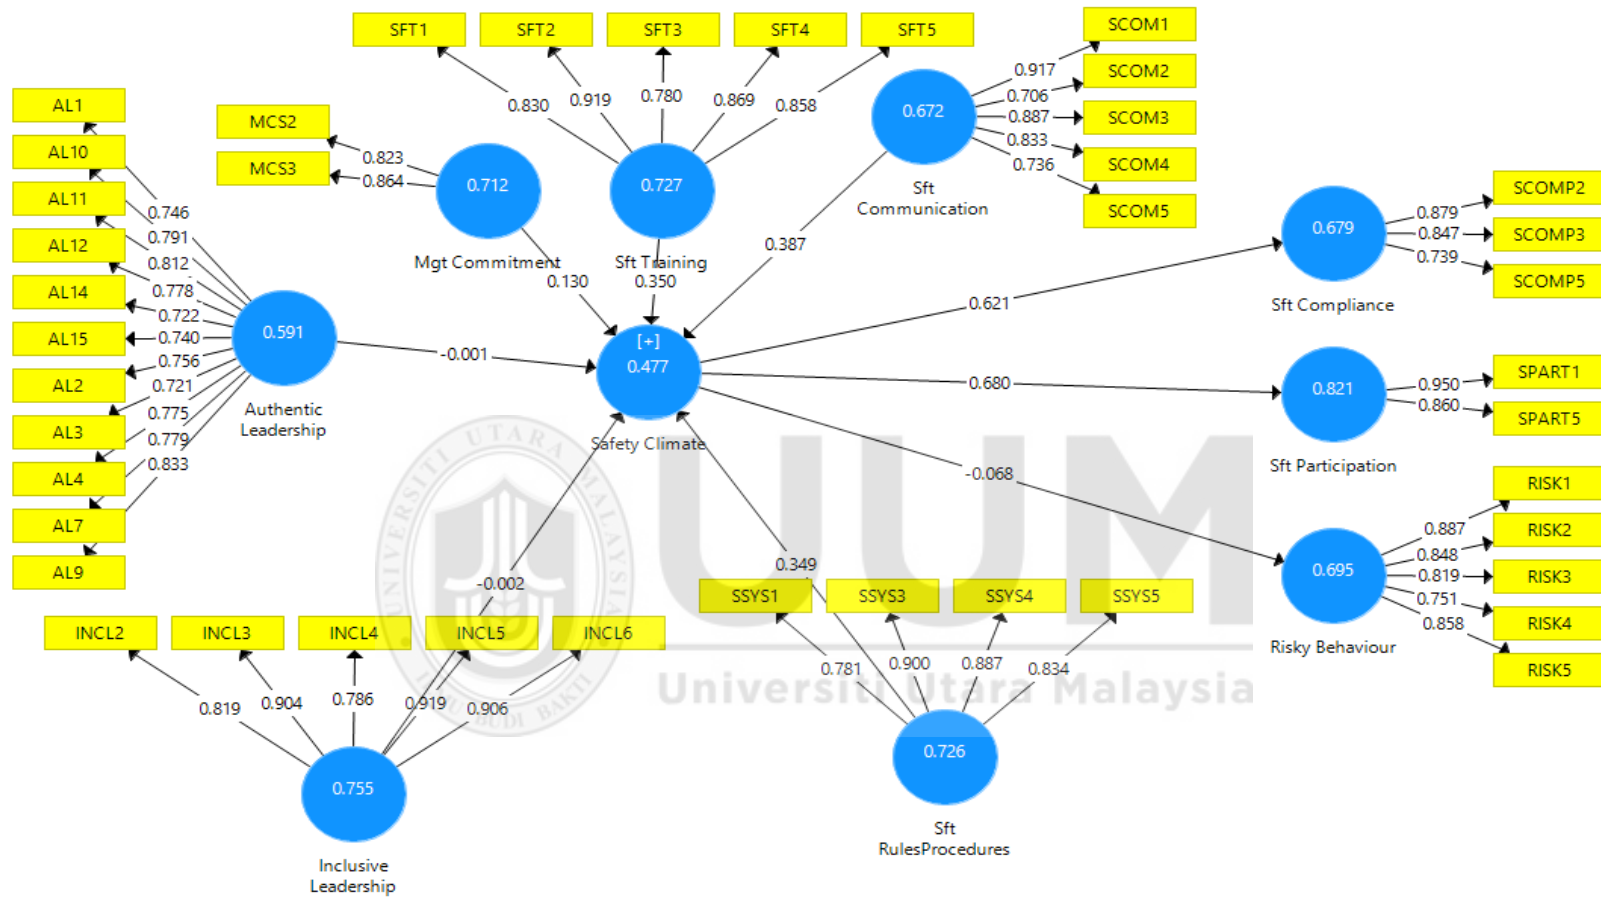 SFT1
SFT2
SFT3
SFT4
SFT5
0.830
0.919
0.780
0.869
0.858
SCOM1
SCOM2
SCOM3
SCOM4
SCOM5
0.917
0.706
0.887
0.833
0.736
0.672
Sft
Communication
MCS2
MCS3
0.823
0.864
0.712
Mgt Commitment
0.727
Sft Training
0.130
0.350
0.387
AL1
AL10
AL11
AL12
AL14
AL15
AL2
AL3
AL4
AL7
AL9
0.746
0.791
0.812
0.778
0.722
0.740
0.756
0.721
0.775
0.779
0.833
0.591
Authentic
Leadership
-0.001
[+]
0.477
Safety Climate
0.621
0.680
-0.068
0.679
Sft Compliance
SCOMP2
SCOMP3
SCOMP5
0.879
0.847
0.739
0.821
Sft Participation
SPART1
SPART5
0.950
0.860
0.695
Risky Behaviour
RISK1
RISK2
RISK3
RISK4
RISK5
0.887
0.848
0.819
0.751
0.858
-0.002
0.349
INCL2
INCL3
INCL4
INCL5
INCL6
0.819
0.904
0.786
0.919
0.906
0.755
Inclusive
Leadership
SSYS1
SSYS3
SSYS4
SSYS5
0.781
0.900
0.887
0.834
0.726
Sft
RulesProcedures
UNIVERSITI UTARA MALAYSIA
BUDI BAKTI
UUM
Universiti Utara Malaysia